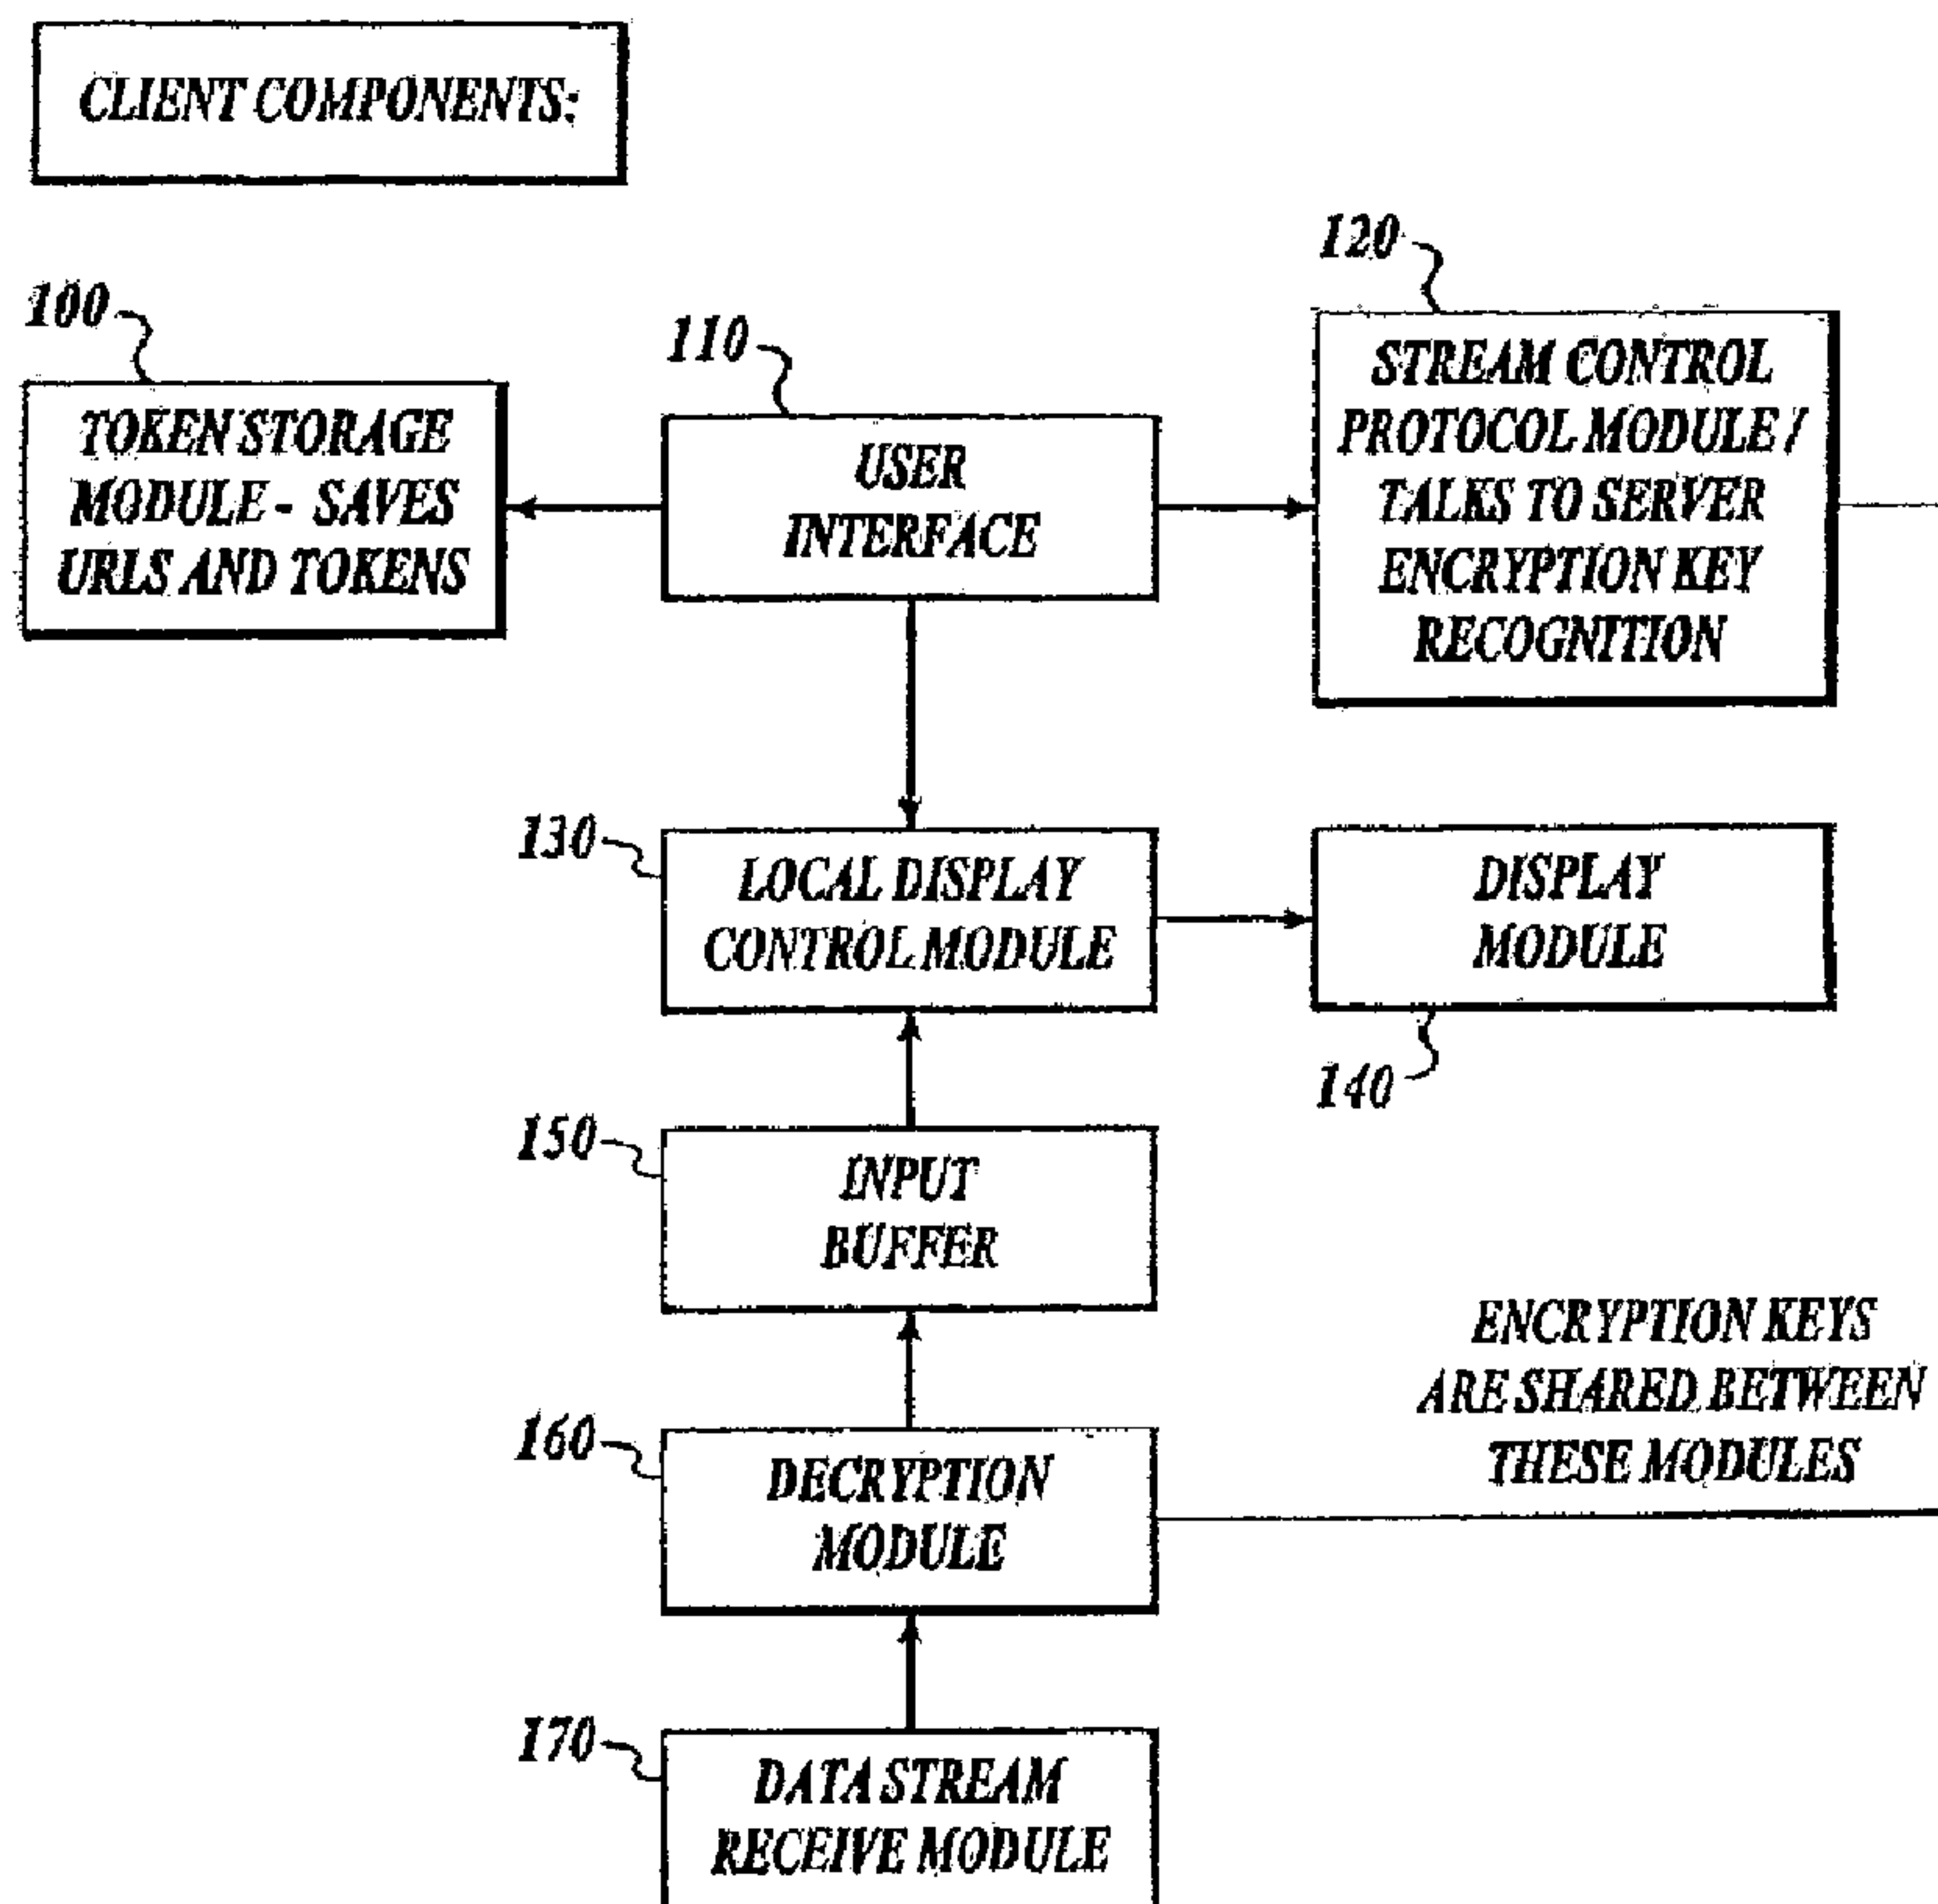 CLIENT COMPONENTS:
120
100
110
STREAM CONTROL
PROTOCOL MODULE /
TALKS TO SERVER
ENCRYPTION KEY
RECOGNITION
TOKEN STORAGE
MODULE - SAVES
URLS AND TOKENS
USER
INTERFACE
130
LOCAL DISPLAY
CONTROL MODULE
DISPLAY
MODULE
140
150
INPUT
BUFFER
ENCRYPTION KEYS
ARE SHARED BETWEEN
THESE MODULES
160
DECRYPTION
MODULE
170
DATA STREAM
RECEIVE MODULE